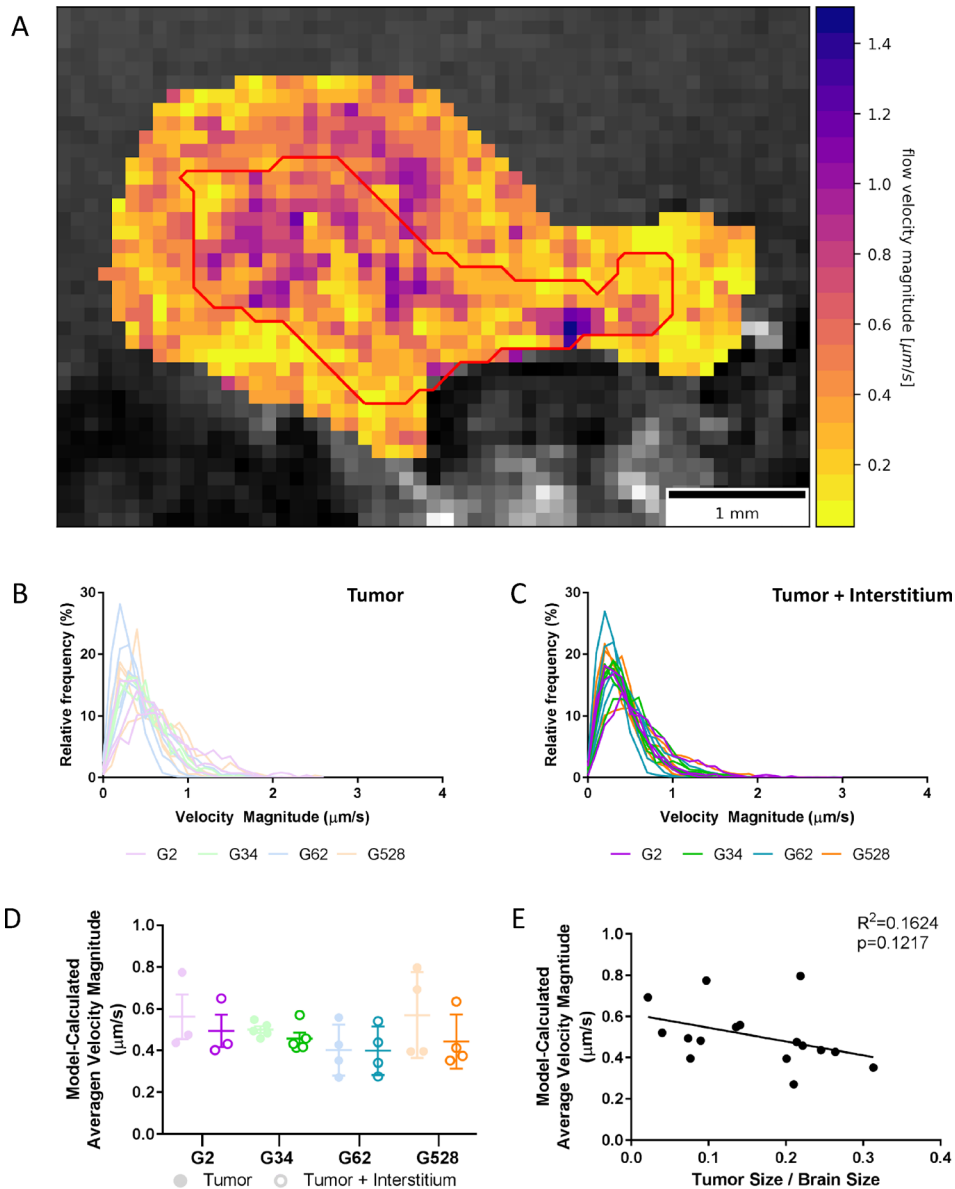 A
1.4
1.2
1.0
0.8
0.6
0.4
0.2
flow velocity magnitude [μm/s]
1 mm
B
Tumor
Relative frequency (%)
30
20
10
0
0 1 2 3 4
Velocity Magnitude (μm/s)
G2 G34 G62 G528
C
Tumor + Interstitium
Relative frequency (%)
30
20
10
0
0 1 2 3 4
Velocity Magnitude (μm/s)
G2 G34 G62 G528
D
Model-Calculated
Averagen Velocity Magnitude
(μm/s)
1.0
0.8
0.6
0.4
0.2
0.0
G2 G34 G62 G528
Tumor Tumor + Interstitium
E
R²=0.1624
p=0.1217
Model-Calculated
Average Velocity Magntiude
(μm/s)
1.0
0.8
0.6
0.4
0.2
0.0
0.0 0.1 0.2 0.3 0.4
Tumor Size / Brain Size